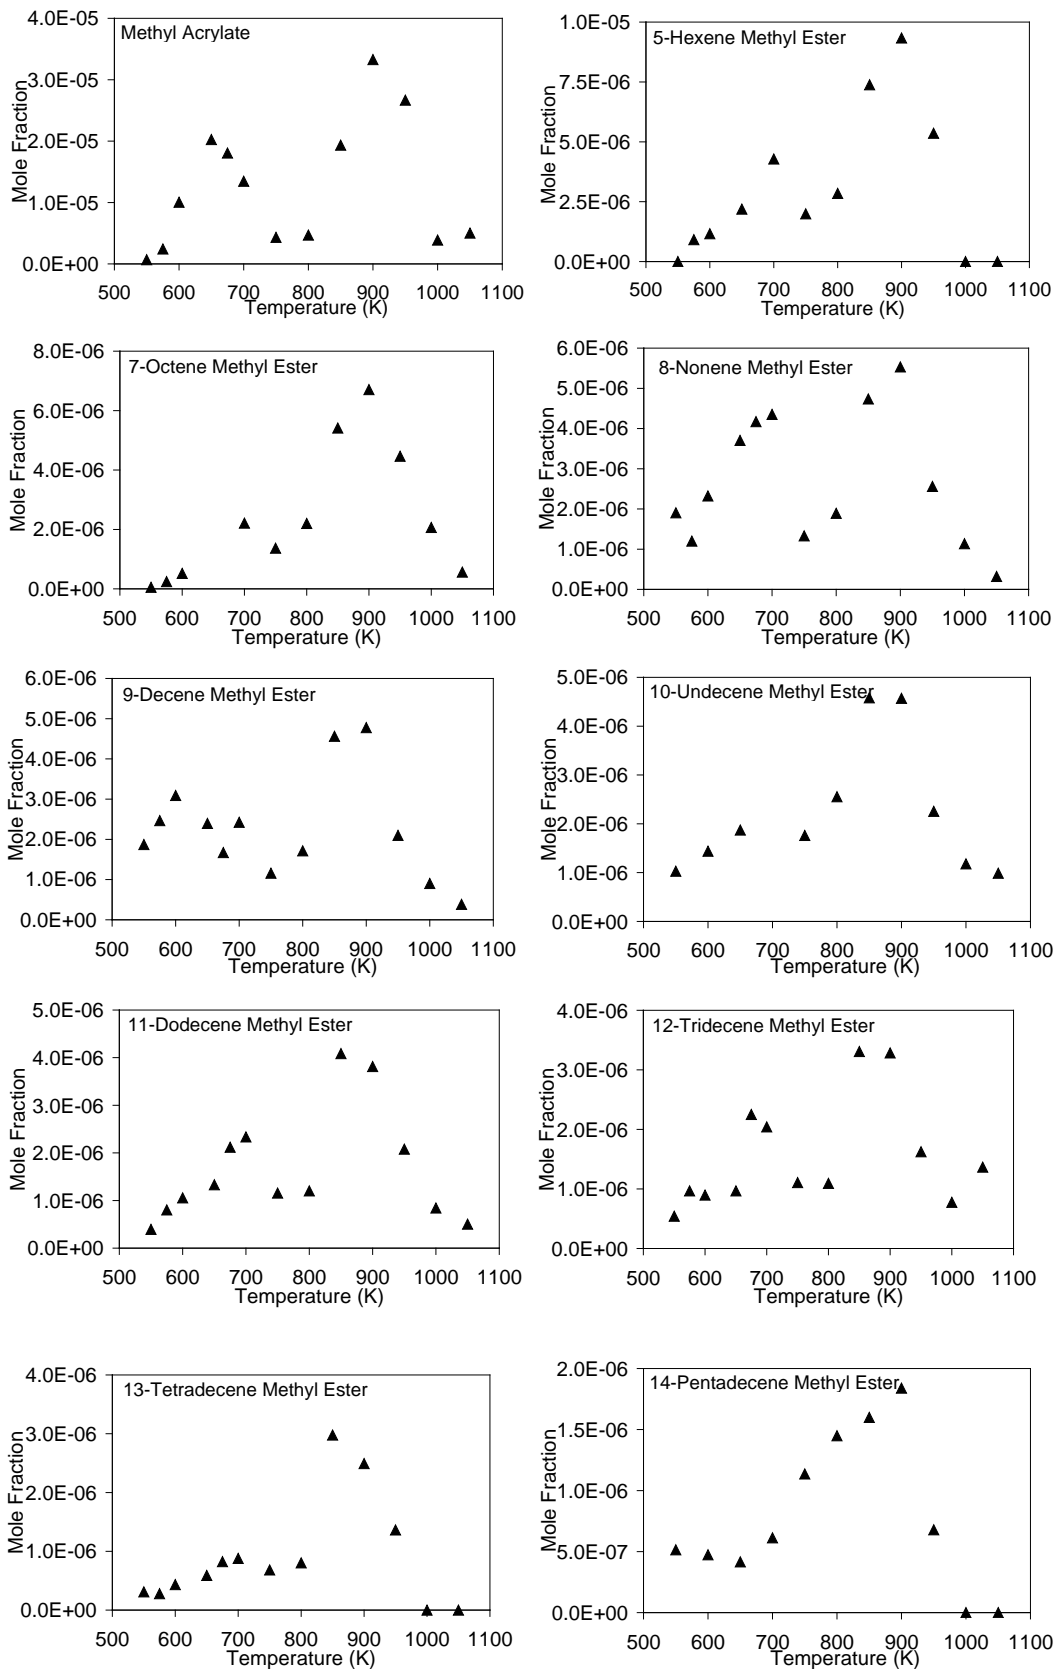 Methyl Acrylate
4.0E-05
3.0E-05
2.0E-05
1.0E-05
0.0E+00
Mole Fraction
500 600 700 800 900 1000 1100
Temperature (K)
5-Hexene Methyl Ester
1.0E-05
7.5E-06
5.0E-06
2.5E-06
0.0E+00
Mole Fraction
500 600 700 800 900 1000 1100
Temperature (K)
7-Octene Methyl Ester
8.0E-06
6.0E-06
4.0E-06
2.0E-06
0.0E+00
Mole Fraction
500 600 700 800 900 1000 1100
Temperature (K)
8-Nonene Methyl Ester
6.0E-06
5.0E-06
4.0E-06
3.0E-06
2.0E-06
1.0E-06
0.0E+00
Mole Fraction
500 600 700 800 900 1000 1100
Temperature (K)
9-Decene Methyl Ester
6.0E-06
5.0E-06
4.0E-06
3.0E-06
2.0E-06
1.0E-06
0.0E+00
Mole Fraction
500 600 700 800 900 1000 1100
Temperature (K)
10-Undecene Methyl Ester
5.0E-06
4.0E-06
3.0E-06
2.0E-06
1.0E-06
0.0E+00
Mole Fraction
500 600 700 800 900 1000 1100
Temperature (K)
11-Dodecene Methyl Ester
5.0E-06
4.0E-06
3.0E-06
2.0E-06
1.0E-06
0.0E+00
Mole Fraction
500 600 700 800 900 1000 1100
Temperature (K)
12-Tridecene Methyl Ester
4.0E-06
3.0E-06
2.0E-06
1.0E-06
0.0E+00
Mole Fraction
500 600 700 800 900 1000 1100
Temperature (K)
13-Tetradecene Methyl Ester
4.0E-06
3.0E-06
2.0E-06
1.0E-06
0.0E+00
Mole Fraction
500 600 700 800 900 1000 1100
Temperature (K)
14-Pentadecene Methyl Ester
2.0E-06
1.5E-06
1.0E-06
5.0E-07
0.0E+00
Mole Fraction
500 600 700 800 900 1000 1100
Temperature (K)